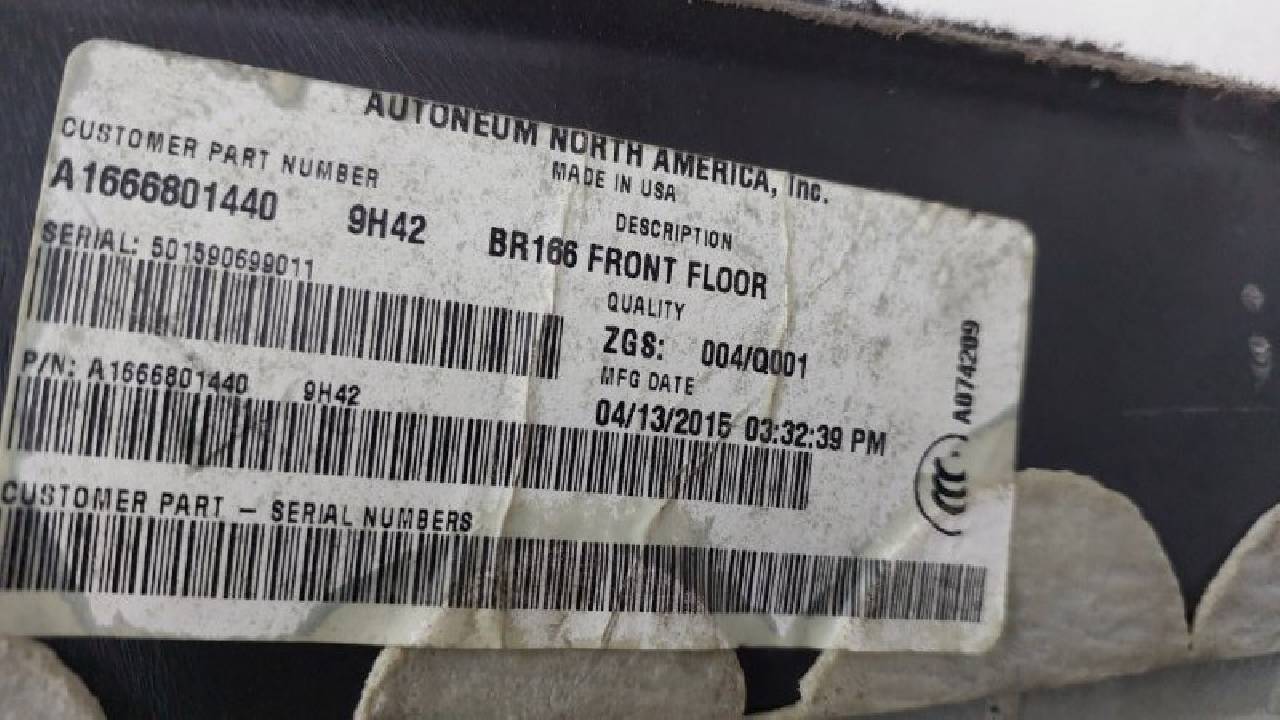 AUTONEUM NORTH AMERICA, Inc.
MADE IN USA
CUSTOMER PART NUMBER
A1666801440 9H42
DESCRIPTION
BR166 FRONT FLOOR
SERIAL: 501590699011
QUALITY
ZGS: 004/Q001
MFG DATE
04/13/2015 03:32:39 PM
P/N: A1666801440 9H42
CUSTOMER PART – SERIAL NUMBERS
A074209